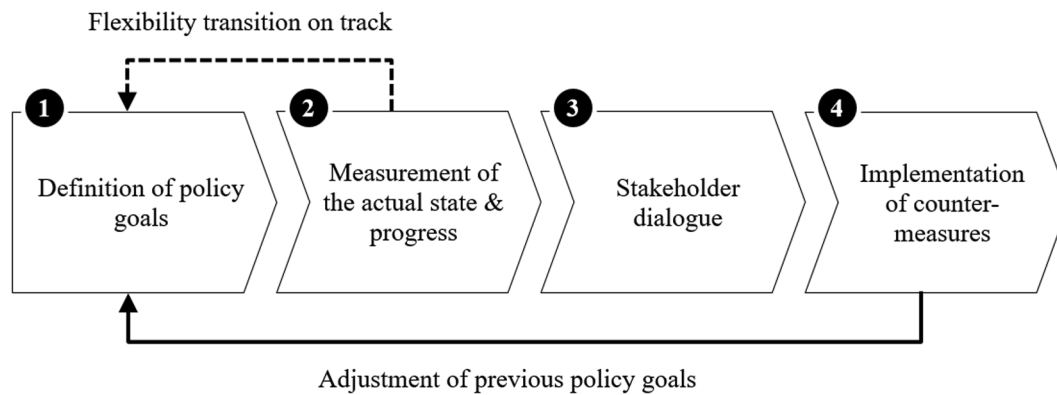 Flexibility transition on track
1
Definition of policy
goals
2
Measurement of
the actual state &
progress
3
Stakeholder
dialogue
4
Implementation
of counter-
measures
Adjustment of previous policy goals